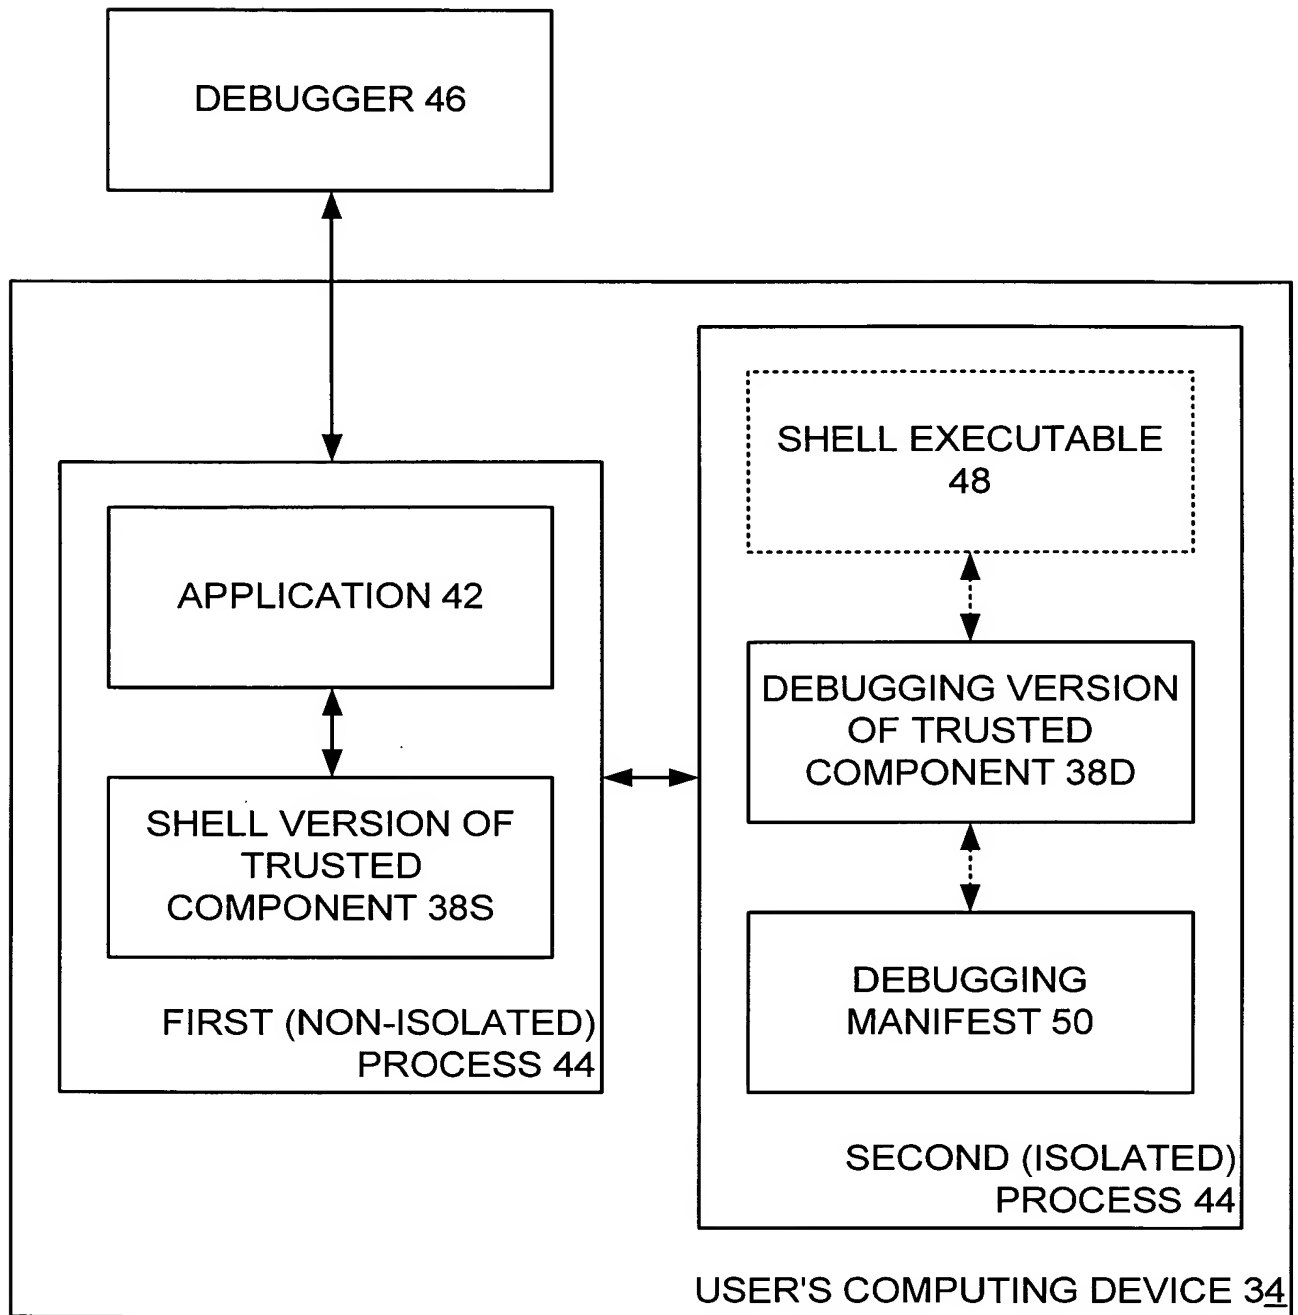 DEBUGGER 46
APPLICATION 42
SHELL VERSION OF
TRUSTED
COMPONENT 38S
FIRST (NON-ISOLATED)
PROCESS 44
SHELL EXECUTABLE
48
DEBUGGING VERSION
OF TRUSTED
COMPONENT 38D
DEBUGGING
MANIFEST 50
SECOND (ISOLATED)
PROCESS 44
USER'S COMPUTING DEVICE 34